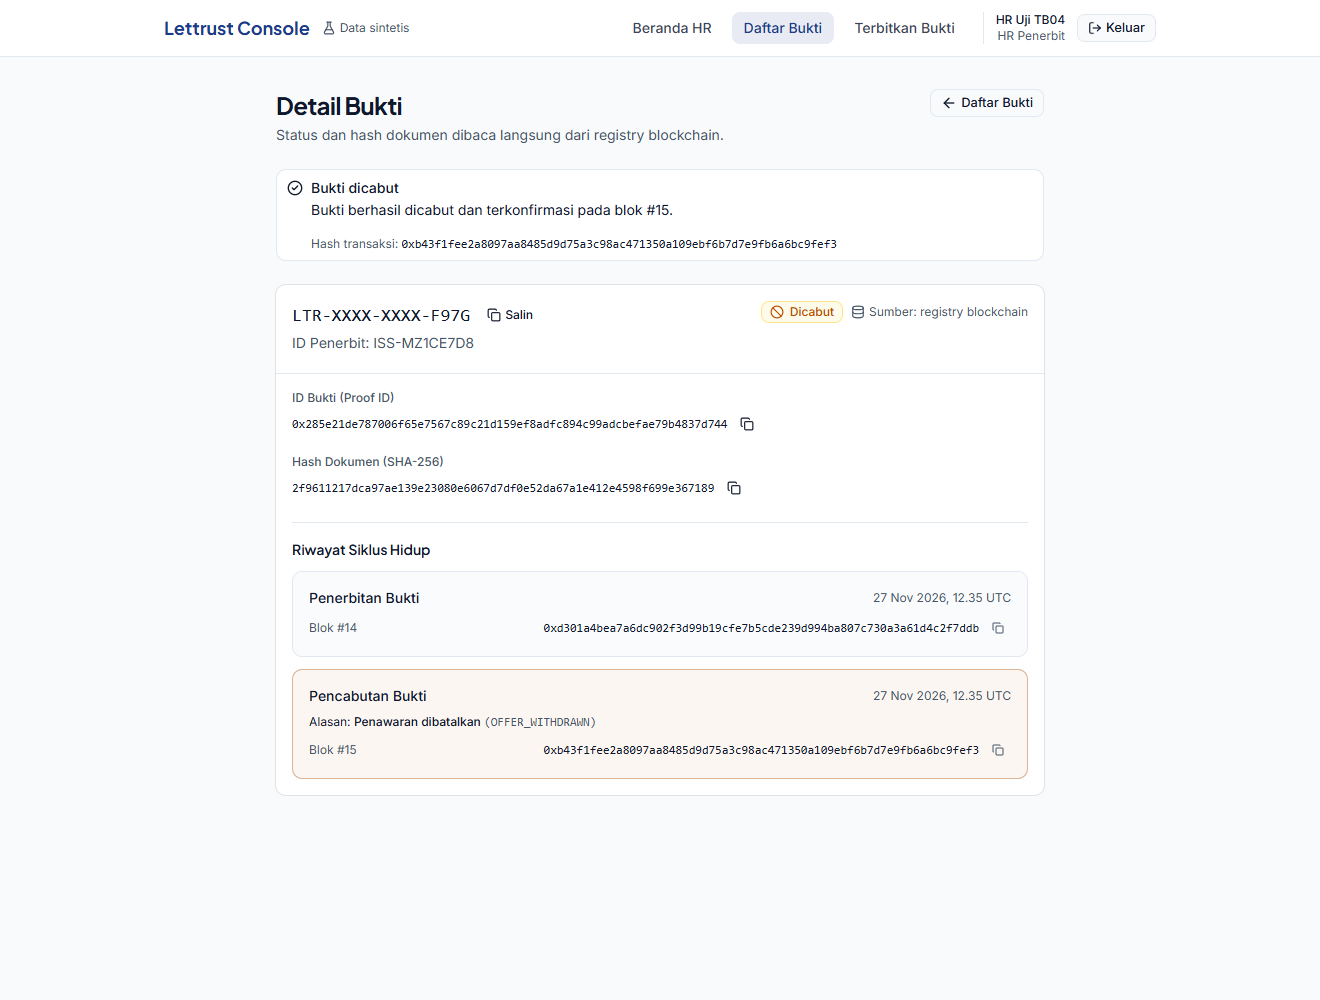 Lettrust Console
Data sintetis
Beranda HR
Daftar Bukti
Terbitkan Bukti
HR Uji TB04
HR Penerbit
Keluar
Detail Bukti
Daftar Bukti
Status dan hash dokumen dibaca langsung dari registry blockchain.
Bukti dicabut
Bukti berhasil dicabut dan terkonfirmasi pada blok #15.
Hash transaksi: 0xb43f1fee2a8097aa8485d9d75a3c98ac471350a109ebf6b7d7e9fb6a6bc9fef3
LTR-XXXX-XXXX-F97G
Salin
Dicabut
Sumber: registry blockchain
ID Penerbit: ISS-MZ1CE7D8
ID Bukti (Proof ID)
0x285e21de787006f65e7567c89c21d159ef8adfc894c99adcbefae79b4837d744
Hash Dokumen (SHA-256)
2f9611217dca97ae139e23080e6067d7df0e52da67a1e412e4598f699e367189
Riwayat Siklus Hidup
Penerbitan Bukti
27 Nov 2026, 12.35 UTC
Blok #14
0xd301a4bea7a6dc902f3d99b19cfe7b5cde239d994ba807c730a3a61d4c2f7ddb
Pencabutan Bukti
27 Nov 2026, 12.35 UTC
Alasan: Penawaran dibatalkan (OFFER_WITHDRAWN)
Blok #15
0xb43f1fee2a8097aa8485d9d75a3c98ac471350a109ebf6b7d7e9fb6a6bc9fef3